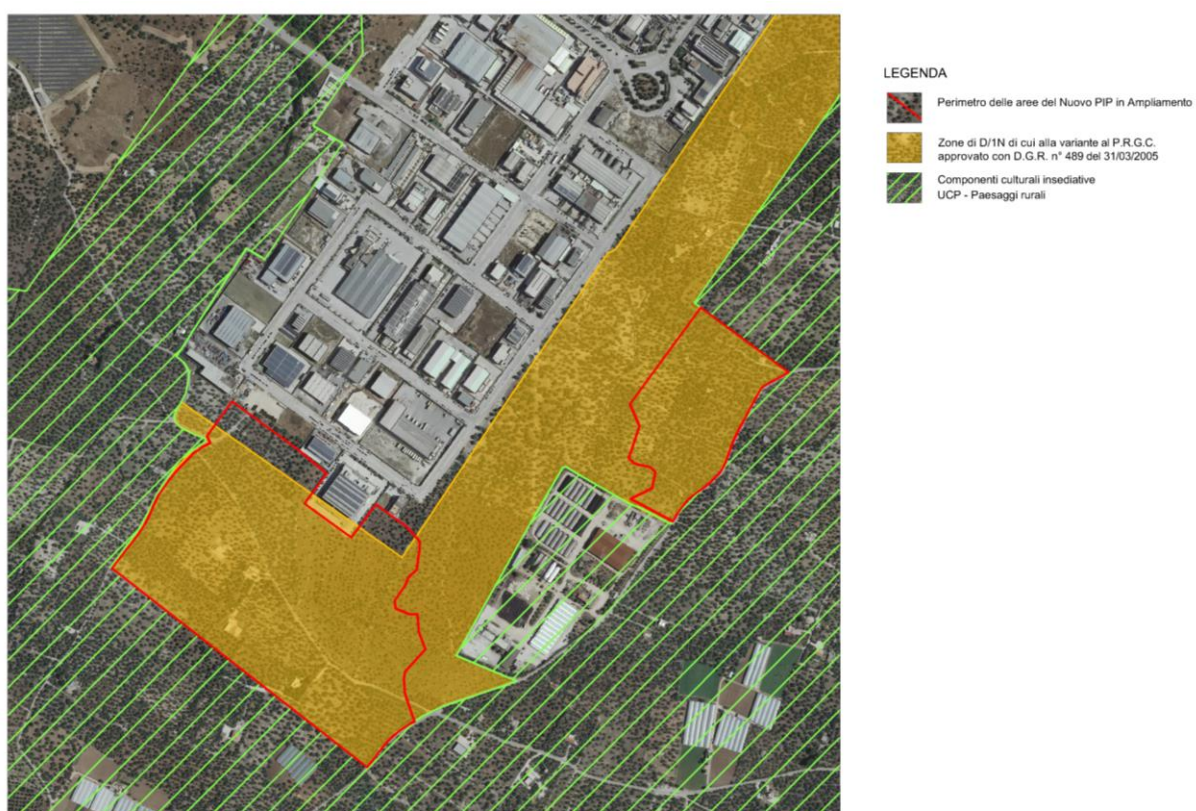 LEGENDA
Perimetro delle aree del Nuovo PIP in Ampliamento
Zone di D/1N di cui alla variante al P.R.G.C.
approvato con D.G.R. n° 489 del 31/03/2005
Componenti culturali insediative
UCP - Paesaggi rurali